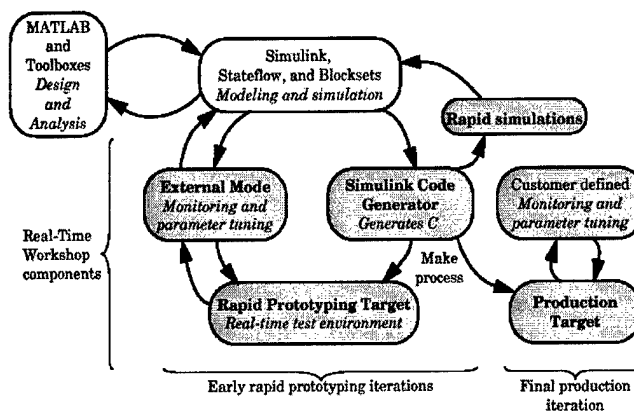 MATLAB
and
Toolboxes
Design
and
Analysis
Simulink,
Stateflow, and Blocksets
Modeling and simulation
Rapid simulations
External Mode
Monitoring and
parameter tuning
Simulink Code
Generator
Generates C
Customer defined
Monitoring and
parameter tuning
Real-Time
Workshop
components
Make
process
Rapid Prototyping Target
Real-time test environment
Production
Target
Early rapid prototyping iterations
Final production
iteration